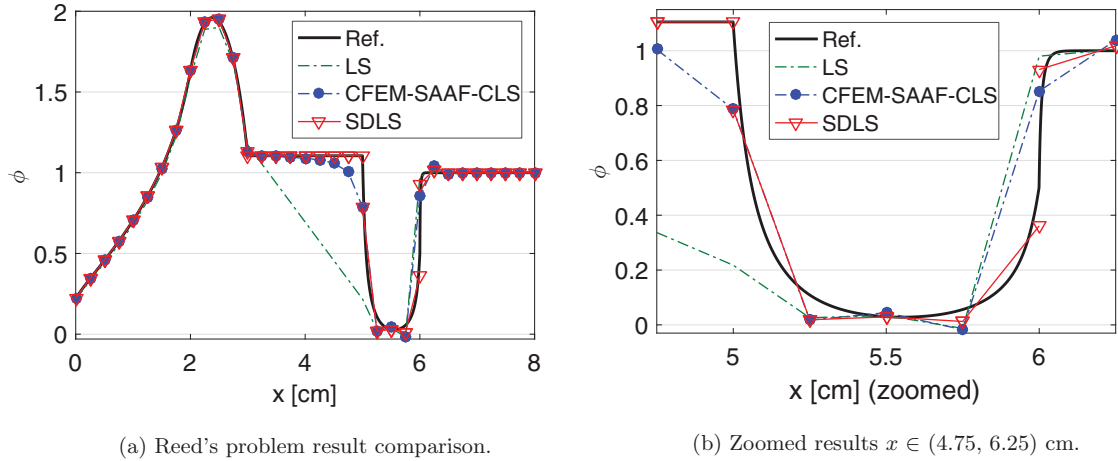 2
1.5
1
0.5
0
ϕ
0
2
4
6
8
x [cm]
Ref.
LS
CFEM-SAAF-CLS
SDLS
(a) Reed's problem result comparison.
1
0.8
0.6
0.4
0.2
0
ϕ
5
5.5
6
x [cm] (zoomed)
Ref.
LS
CFEM-SAAF-CLS
SDLS
(b) Zoomed results x ∈ (4.75, 6.25) cm.